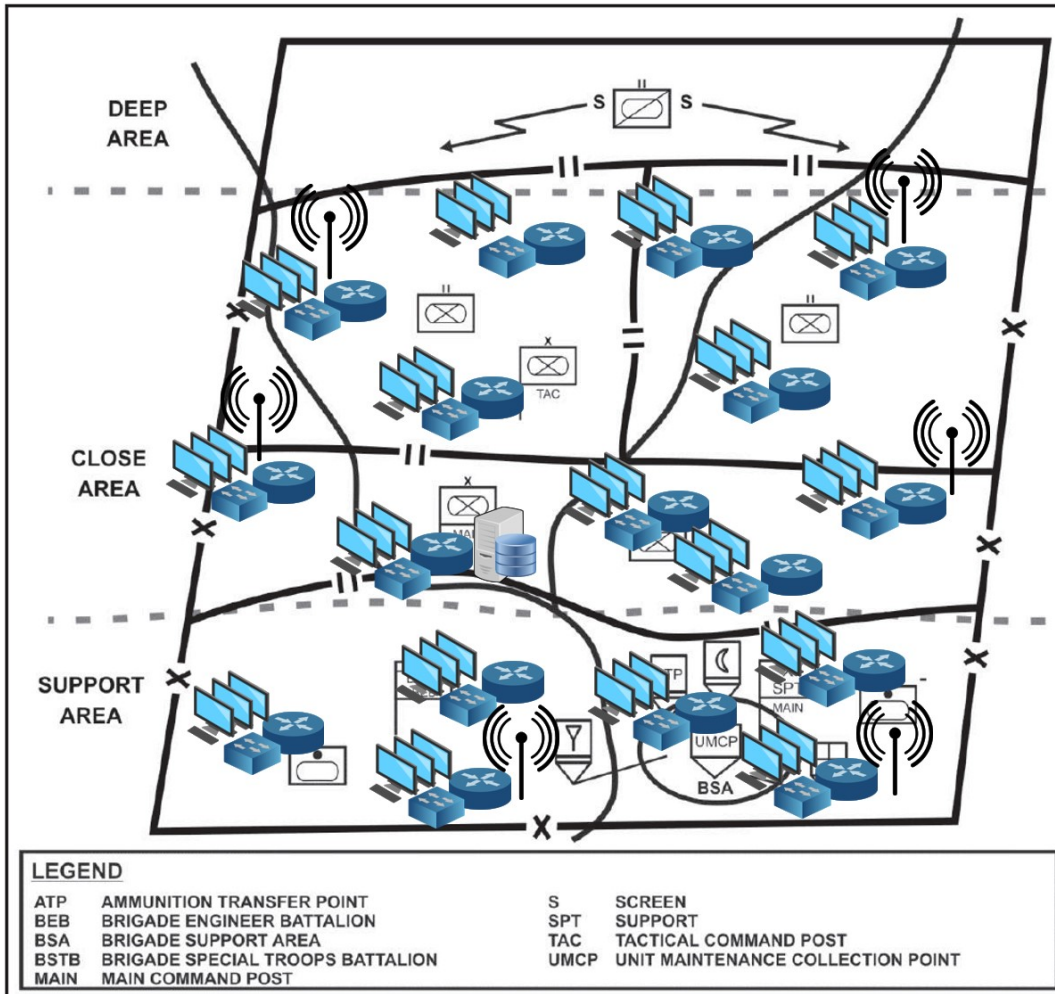 DEEP
AREA
II
S S
II
II
X
TAC
CLOSE
AREA
X
SUPPORT
AREA
SPT
MAIN
UMCP
BSA
LEGEND
ATP AMMUNITION TRANSFER POINT
BEB BRIGADE ENGINEER BATTALION
BSA BRIGADE SUPPORT AREA
BSTB BRIGADE SPECIAL TROOPS BATTALION
MAIN MAIN COMMAND POST
S SCREEN
SPT SUPPORT
TAC TACTICAL COMMAND POST
UMCP UNIT MAINTENANCE COLLECTION POINT